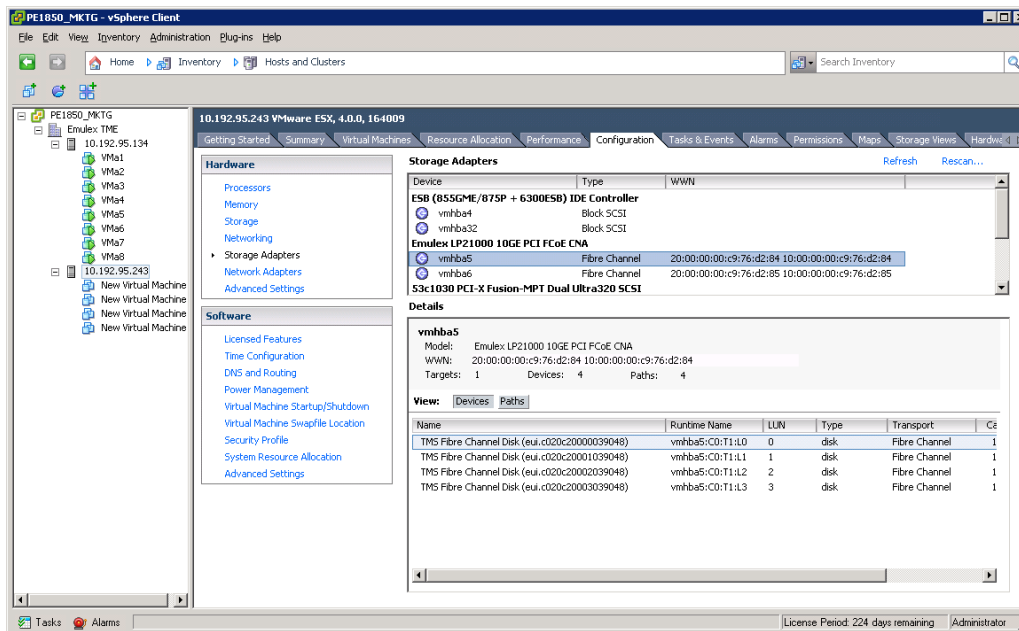 PE1850_MKTG - vSphere Client
File Edit View Inventory Administration Plug-ins Help
Home Inventory Hosts and Clusters Search Inventory
PE1850_MKTG
Emulex TME
10.192.95.134
VMa1
VMa2
VMa3
VMa4
VMa5
VMa6
VMa7
VMa8
10.192.95.243
New Virtual Machine
New Virtual Machine
New Virtual Machine
New Virtual Machine
10.192.95.243 VMware ESX, 4.0.0, 164009
Getting Started Summary Virtual Machines Resource Allocation Performance Configuration Tasks & Events Alarms Permissions Maps Storage Views Hardwa
Hardware
Processors
Memory
Storage
Networking
Storage Adapters
Network Adapters
Advanced Settings
Software
Licensed Features
Time Configuration
DNS and Routing
Power Management
Virtual Machine Startup/Shutdown
Virtual Machine Swapfile Location
Security Profile
System Resource Allocation
Advanced Settings
Storage Adapters Refresh Rescan...
Device Type WWN
ESB (855GME/875P + 6300ESB) IDE Controller
vmhba4 Block SCSI
vmhba32 Block SCSI
Emulex LP21000 10GE PCI FCoE CNA
vmhba5 Fibre Channel 20:00:00:00:c9:76:d2:84 10:00:00:00:c9:76:d2:84
vmhba6 Fibre Channel 20:00:00:00:c9:76:d2:85 10:00:00:00:c9:76:d2:85
53c1030 PCI-X Fusion-MPT Dual Ultra320 SCSI
Details
vmhba5
Model: Emulex LP21000 10GE PCI FCoE CNA
WWN: 20:00:00:00:c9:76:d2:84 10:00:00:00:c9:76:d2:84
Targets: 1 Devices: 4 Paths: 4
View: Devices Paths
Name Runtime Name LUN Type Transport Ca
TMS Fibre Channel Disk (eui.c020c20000039048) vmhba5:C0:T1:L0 0 disk Fibre Channel 1
TMS Fibre Channel Disk (eui.c020c20001039048) vmhba5:C0:T1:L1 1 disk Fibre Channel 1
TMS Fibre Channel Disk (eui.c020c20002039048) vmhba5:C0:T1:L2 2 disk Fibre Channel 1
TMS Fibre Channel Disk (eui.c020c20003039048) vmhba5:C0:T1:L3 3 disk Fibre Channel 1
Tasks Alarms License Period: 224 days remaining Administrator